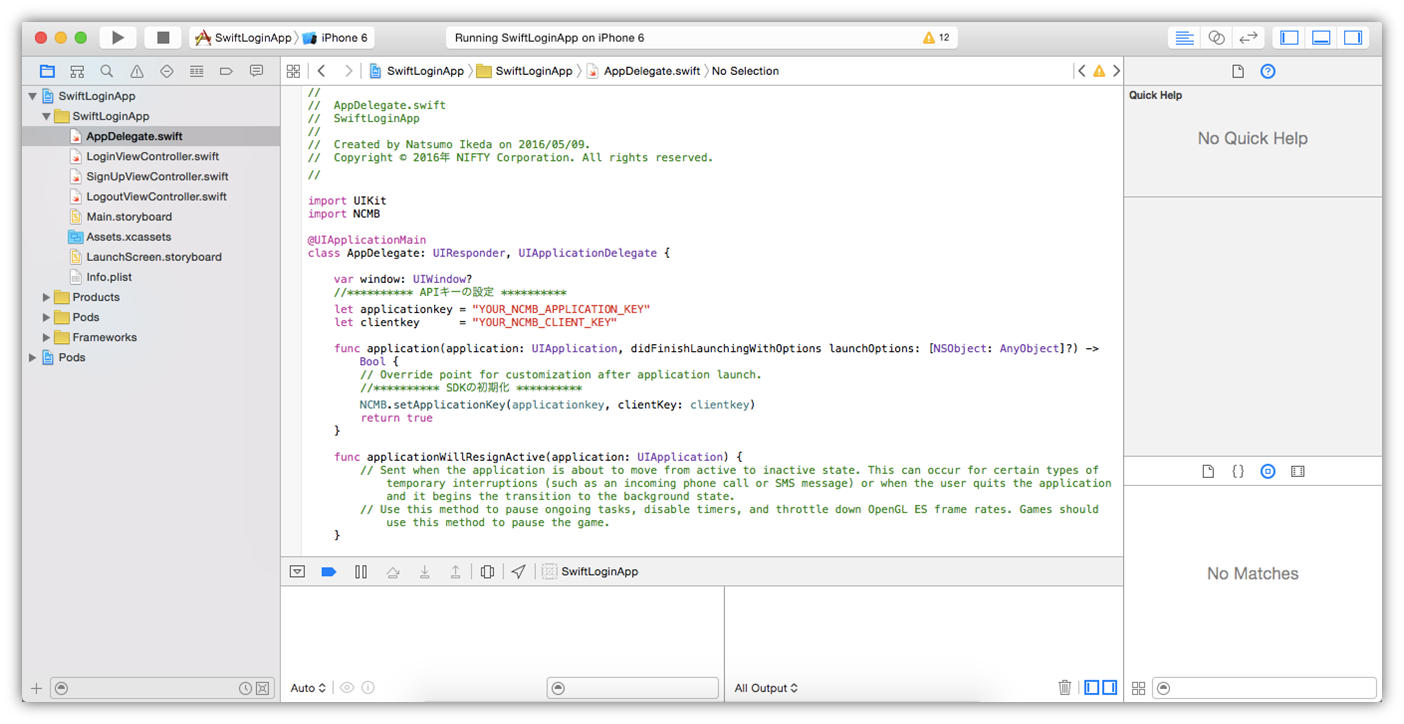 SwiftLoginApp iPhone 6
Running SwiftLoginApp on iPhone 6
12
SwiftLoginApp SwiftLoginApp AppDelegate.swift No Selection
SwiftLoginApp
SwiftLoginApp
AppDelegate.swift
LoginViewController.swift
SignUpViewController.swift
LogoutViewController.swift
Main.storyboard
Assets.xcassets
LaunchScreen.storyboard
Info.plist
Products
Pods
Frameworks
Pods
//
// AppDelegate.swift
// SwiftLoginApp
//
// Created by Natsumo Ikeda on 2016/05/09.
// Copyright © 2016年 NIFTY Corporation. All rights reserved.
//
import UIKit
import NCMB
@UIApplicationMain
class AppDelegate: UIResponder, UIApplicationDelegate {
var window: UIWindow?
//********** APIキーの設定 **********
let applicationkey = "YOUR_NCMB_APPLICATION_KEY"
let clientkey      = "YOUR_NCMB_CLIENT_KEY"
func application(application: UIApplication, didFinishLaunchingWithOptions launchOptions: [NSObject: AnyObject]?) ->
Bool {
// Override point for customization after application launch.
//********** SDKの初期化 **********
NCMB.setApplicationKey(applicationkey, clientKey: clientkey)
return true
}
func applicationWillResignActive(application: UIApplication) {
// Sent when the application is about to move from active to inactive state. This can occur for certain types of
temporary interruptions (such as an incoming phone call or SMS message) or when the user quits the application
and it begins the transition to the background state.
// Use this method to pause ongoing tasks, disable timers, and throttle down OpenGL ES frame rates. Games should
use this method to pause the game.
}
SwiftLoginApp
Auto
All Output
Quick Help
No Quick Help
{ }
No Matches